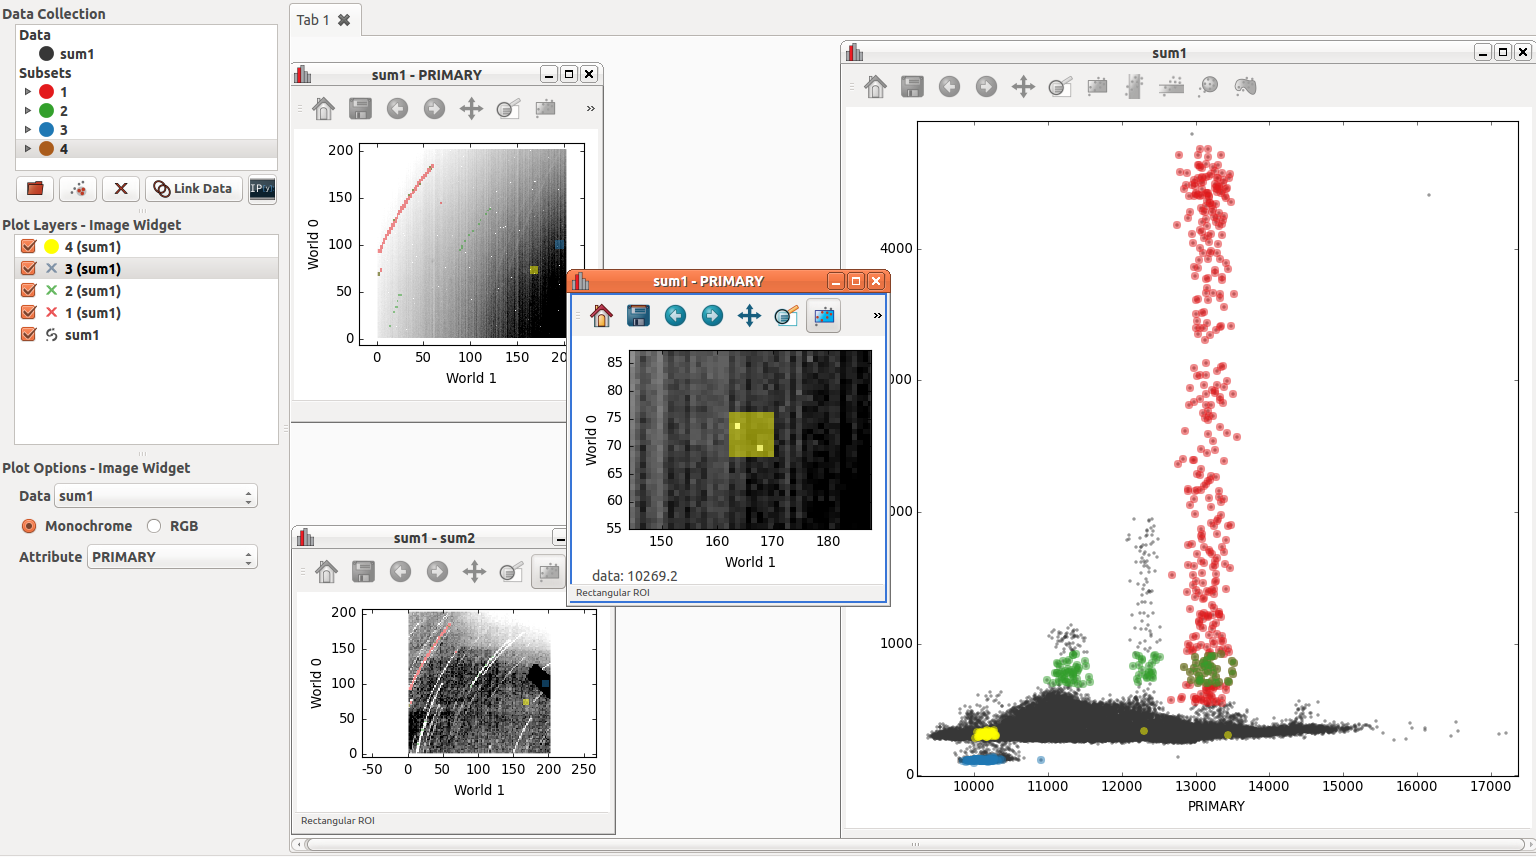 Data Collection
Data
sum1
Subsets
1
2
3
4
Link Data
IP[y]:
Plot Layers - Image Widget
4 (sum1)
3 (sum1)
2 (sum1)
1 (sum1)
sum1
Plot Options - Image Widget
Data sum1
Monochrome RGB
Attribute PRIMARY
Tab 1
sum1 - PRIMARY
»
200
150
100
50
0
World 0
0 50 100 150 20
World 1
sum1 - PRIMARY
»
85
80
75
70
65
60
55
World 0
150 160 170 180
World 1
data: 10269.2
Rectangular ROI
sum1 - sum2
200
150
100
50
0
World 0
-50 0 50 100 150 200 250
World 1
Rectangular ROI
sum1
4000
000
000
1000
0
10000 11000 12000 13000 14000 15000 16000 17000
PRIMARY